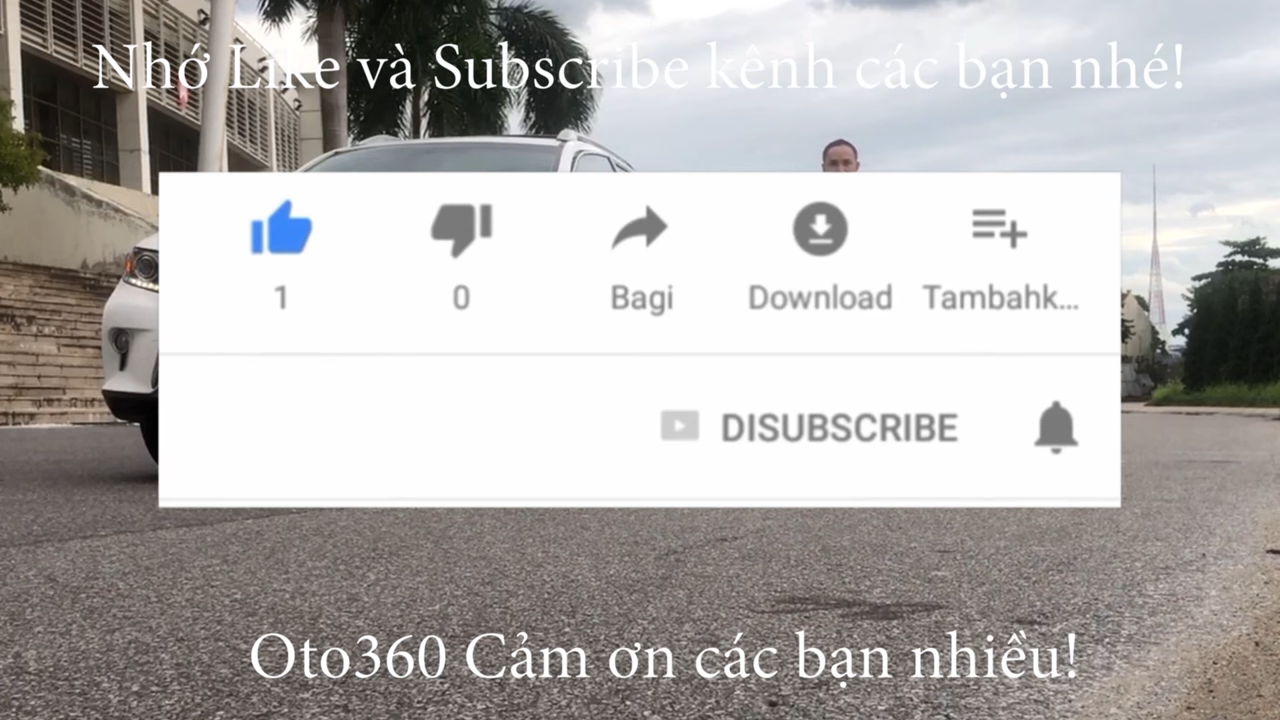 Nhớ Like và Subscribe kênh các bạn nhé!
1 0 Bagi Download Tambahk...
DISUBSCRIBE
Oto360 Cảm ơn các bạn nhiều!